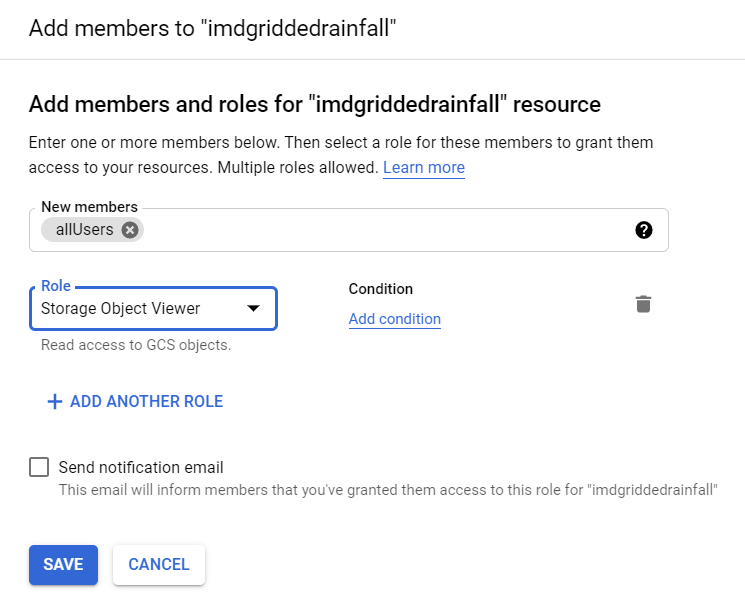 Add members to "imdgriddedrainfall"
Add members and roles for "imdgriddedrainfall" resource
Enter one or more members below. Then select a role for these members to grant them
access to your resources. Multiple roles allowed. Learn more
New members
allUsers
Role
Storage Object Viewer
Read access to GCS objects.
Condition
Add condition
ADD ANOTHER ROLE
Send notification email
This email will inform members that you've granted them access to this role for "imdgriddedrainfall"
SAVE
CANCEL